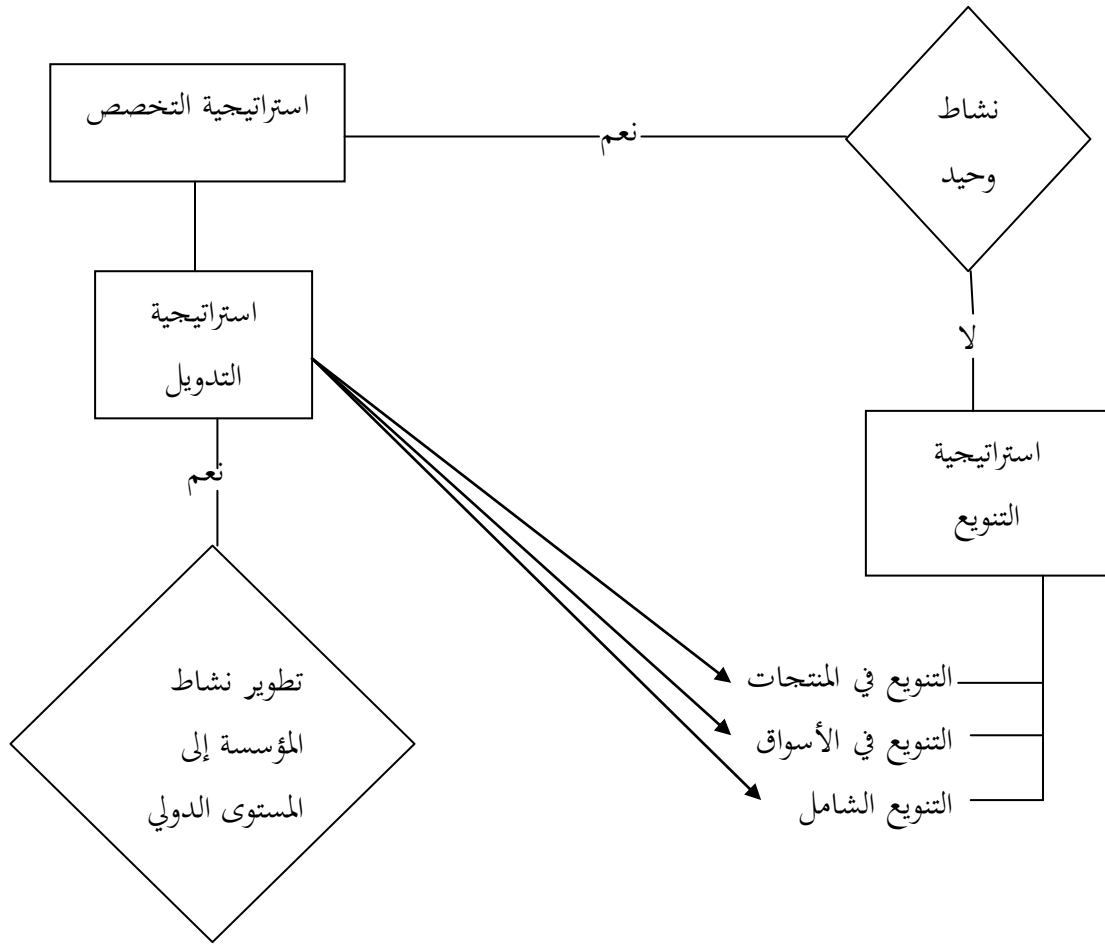 نشاط
وحيد
نعم
استراتيجية التخصص
لا
استراتيجية
التدويل
استراتيجية
التنويع
نعم
التنويع في المنتجات
التنويع في الأسواق
التنويع الشامل
تطوير نشاط
المؤسسة إلى
المستوى الدولي